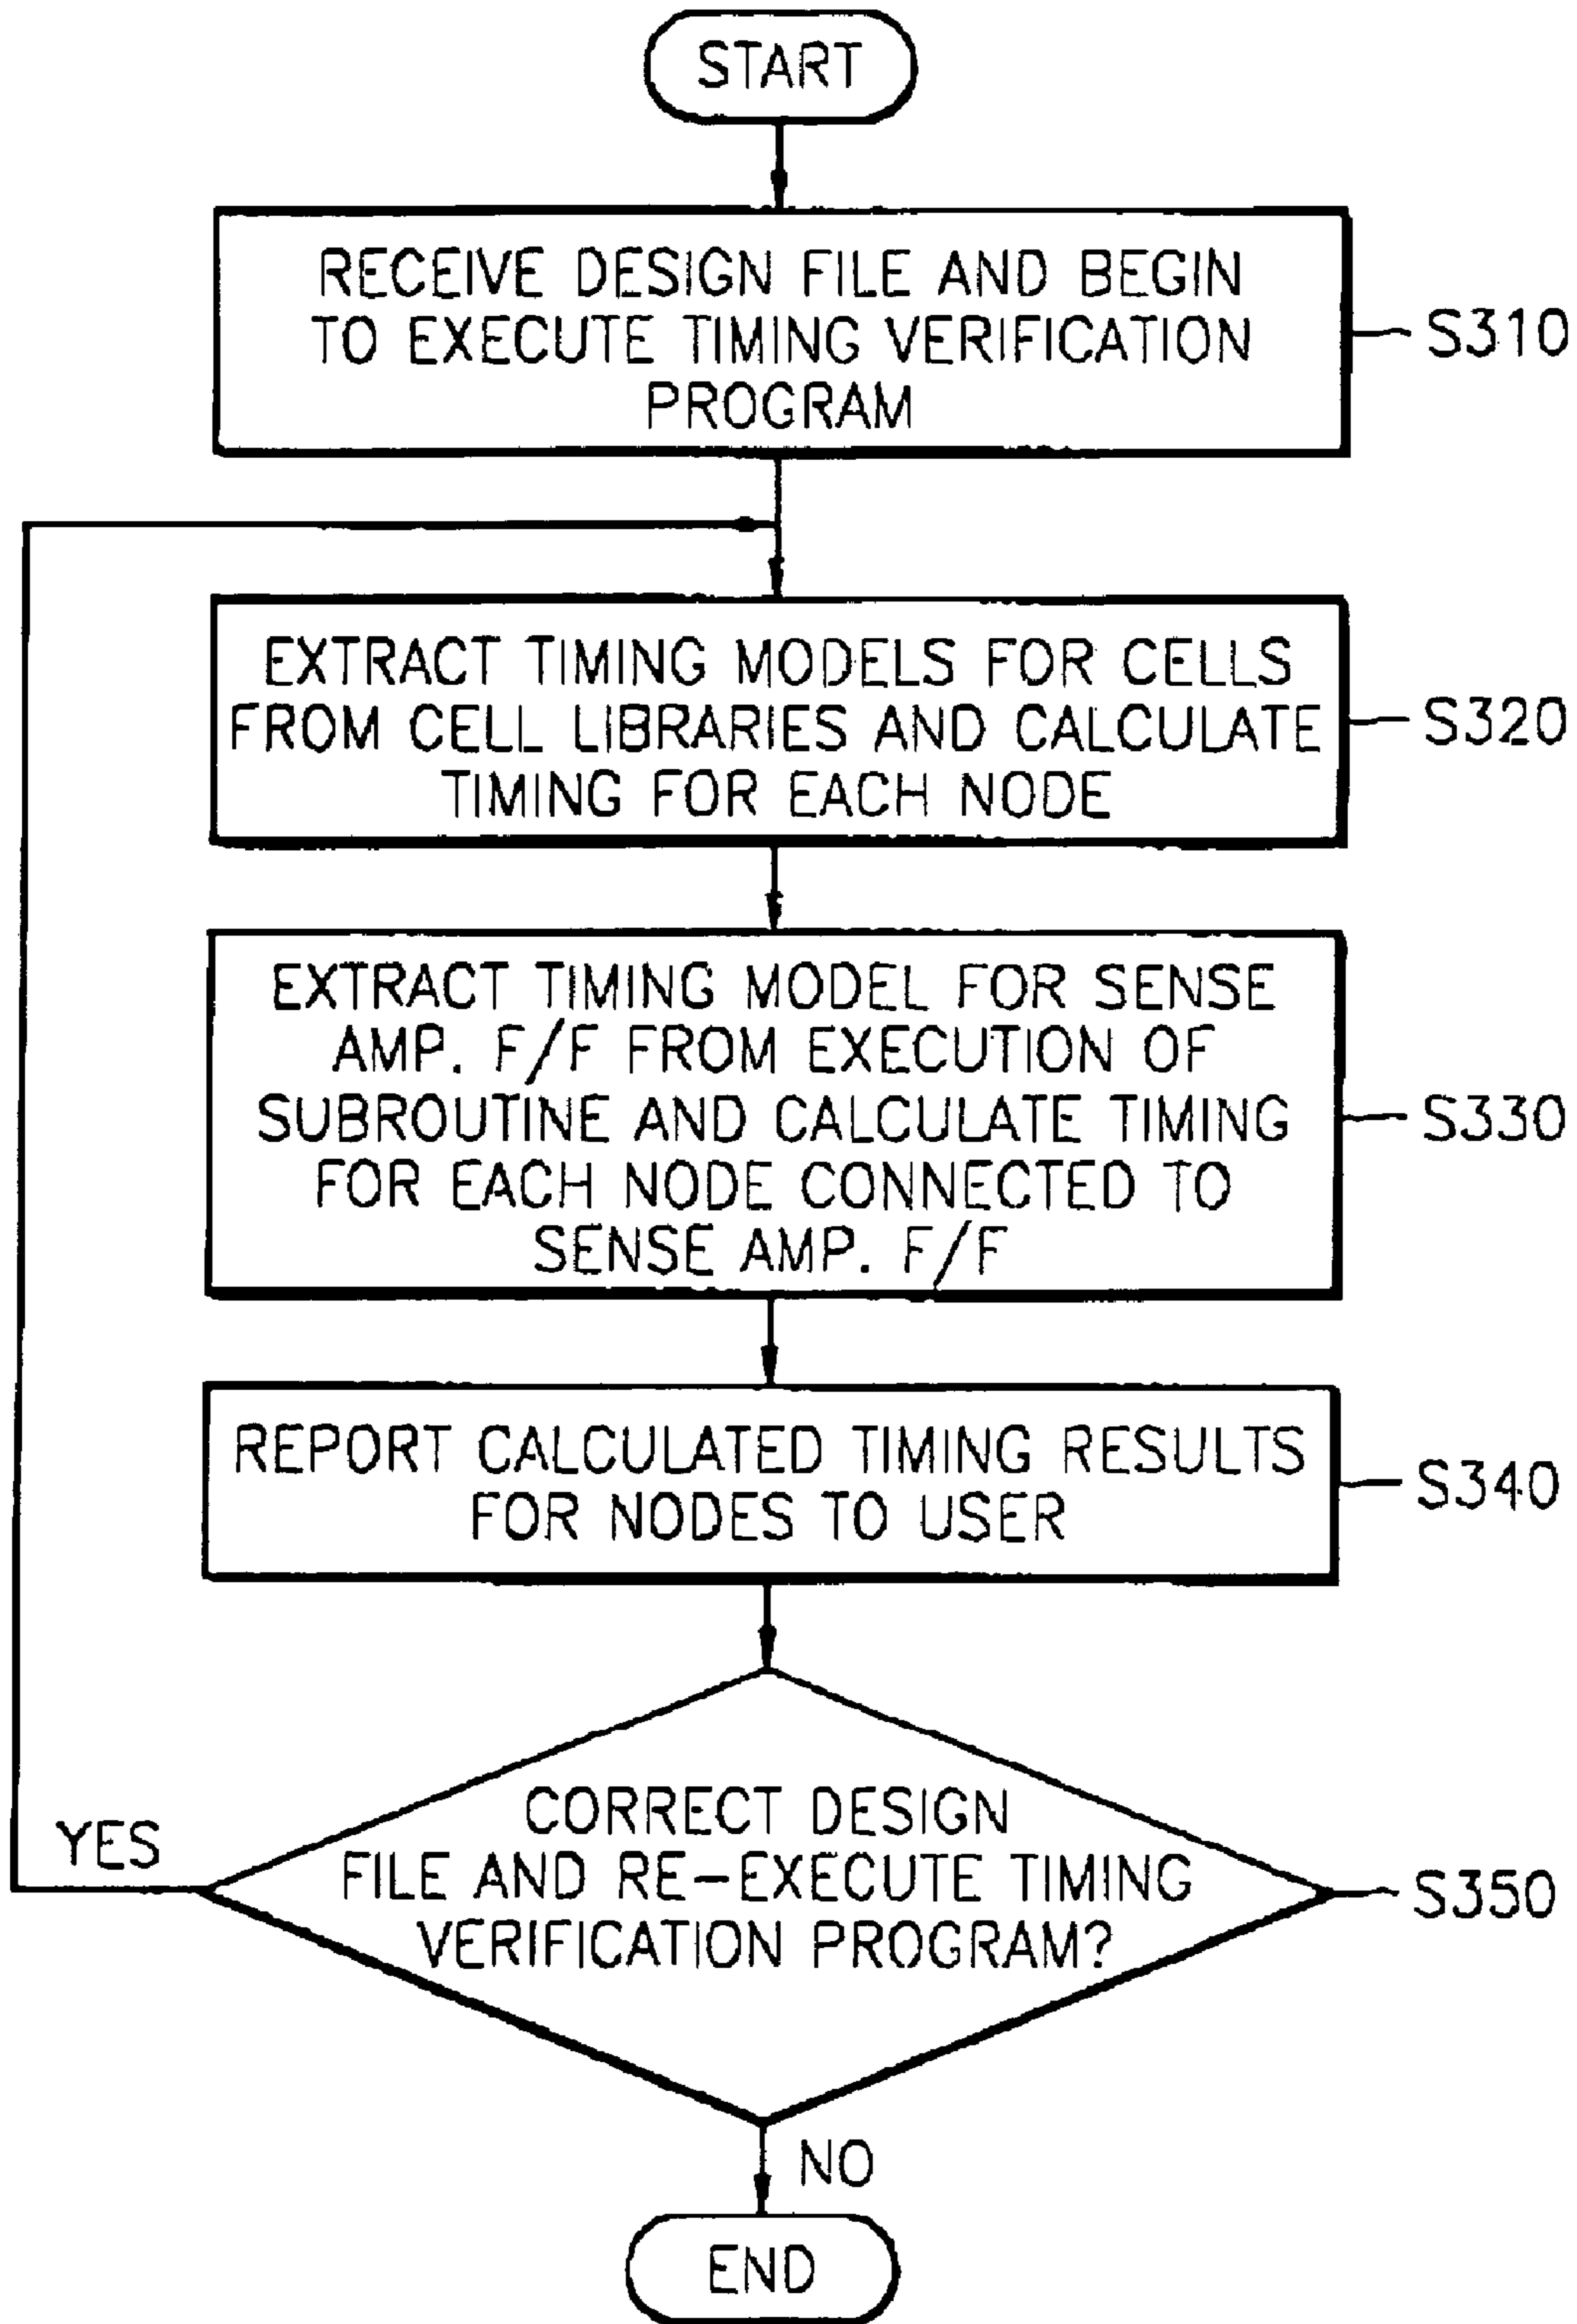 START
RECEIVE DESIGN FILE AND BEGIN
TO EXECUTE TIMING VERIFICATION
PROGRAM
S310
EXTRACT TIMING MODELS FOR CELLS
FROM CELL LIBRARIES AND CALCULATE
TIMING FOR EACH NODE
S320
EXTRACT TIMING MODEL FOR SENSE
AMP. F/F FROM EXECUTION OF
SUBROUTINE AND CALCULATE TIMING
FOR EACH NODE CONNECTED TO
SENSE AMP. F/F
S330
REPORT CALCULATED TIMING RESULTS
FOR NODES TO USER
S340
CORRECT DESIGN
FILE AND RE-EXECUTE TIMING
VERIFICATION PROGRAM?
S350
YES
NO
END